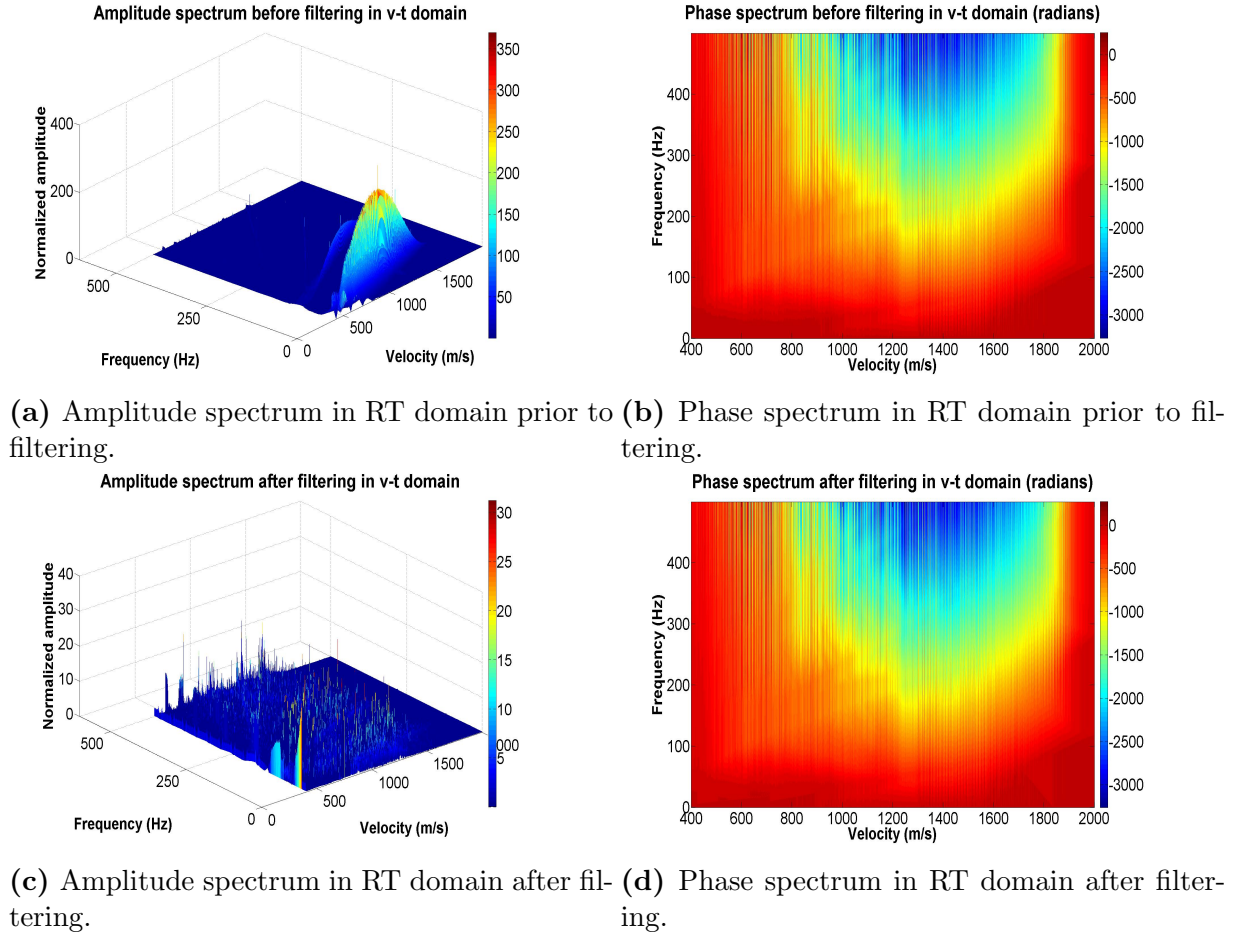 Amplitude spectrum before filtering in v-t domain
400
200
0
Normalized amplitude
500
250
0
Frequency (Hz)
0
500
1000
1500
Velocity (m/s)
350
300
250
200
150
100
50
Phase spectrum before filtering in v-t domain (radians)
400
300
200
100
0
Frequency (Hz)
400 600 800 1000 1200 1400 1600 1800 2000
Velocity (m/s)
0
-500
-1000
-1500
-2000
-2500
-3000
(a) Amplitude spectrum in RT domain prior to
filtering.
(b) Phase spectrum in RT domain prior to fil-
tering.
Amplitude spectrum after filtering in v-t domain
40
30
20
10
0
Normalized amplitude
500
250
0
Frequency (Hz)
0
500
1000
1500
000
Velocity (m/s)
30
25
20
15
10
5
Phase spectrum after filtering in v-t domain (radians)
400
300
200
100
0
Frequency (Hz)
400 600 800 1000 1200 1400 1600 1800 2000
Velocity (m/s)
0
-500
-1000
-1500
-2000
-2500
-3000
(c) Amplitude spectrum in RT domain after fil-
tering.
(d) Phase spectrum in RT domain after filter-
ing.